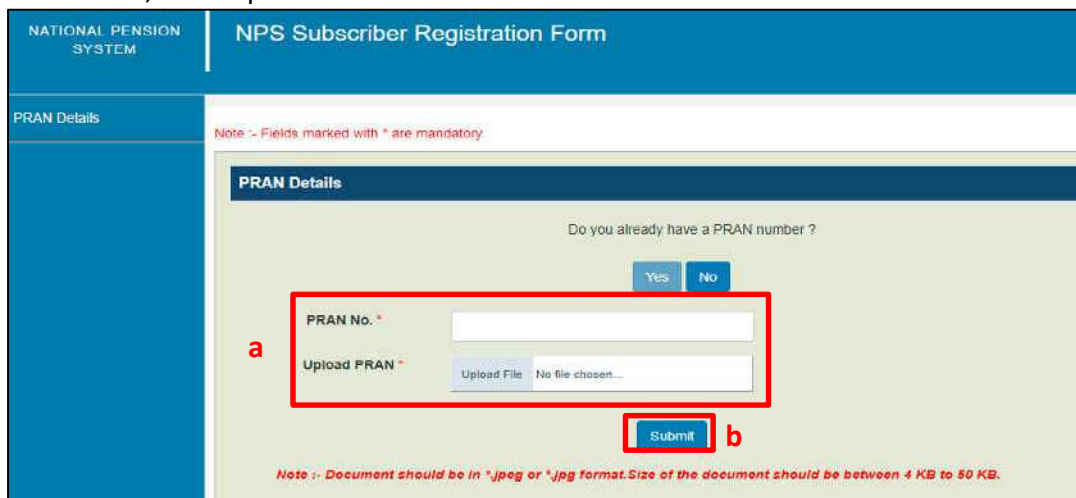 NATIONAL PENSION
SYSTEM
NPS Subscriber Registration Form
PRAN Details
Note :- Fields marked with * are mandatory.
PRAN Details
Do you already have a PRAN number ?
Yes No
PRAN No. *
a
Upload PRAN *
Upload File No file chosen...
Submit b
Note :- Document should be in *.jpeg or *.jpg format.Size of the document should be between 4 KB to 50 KB.